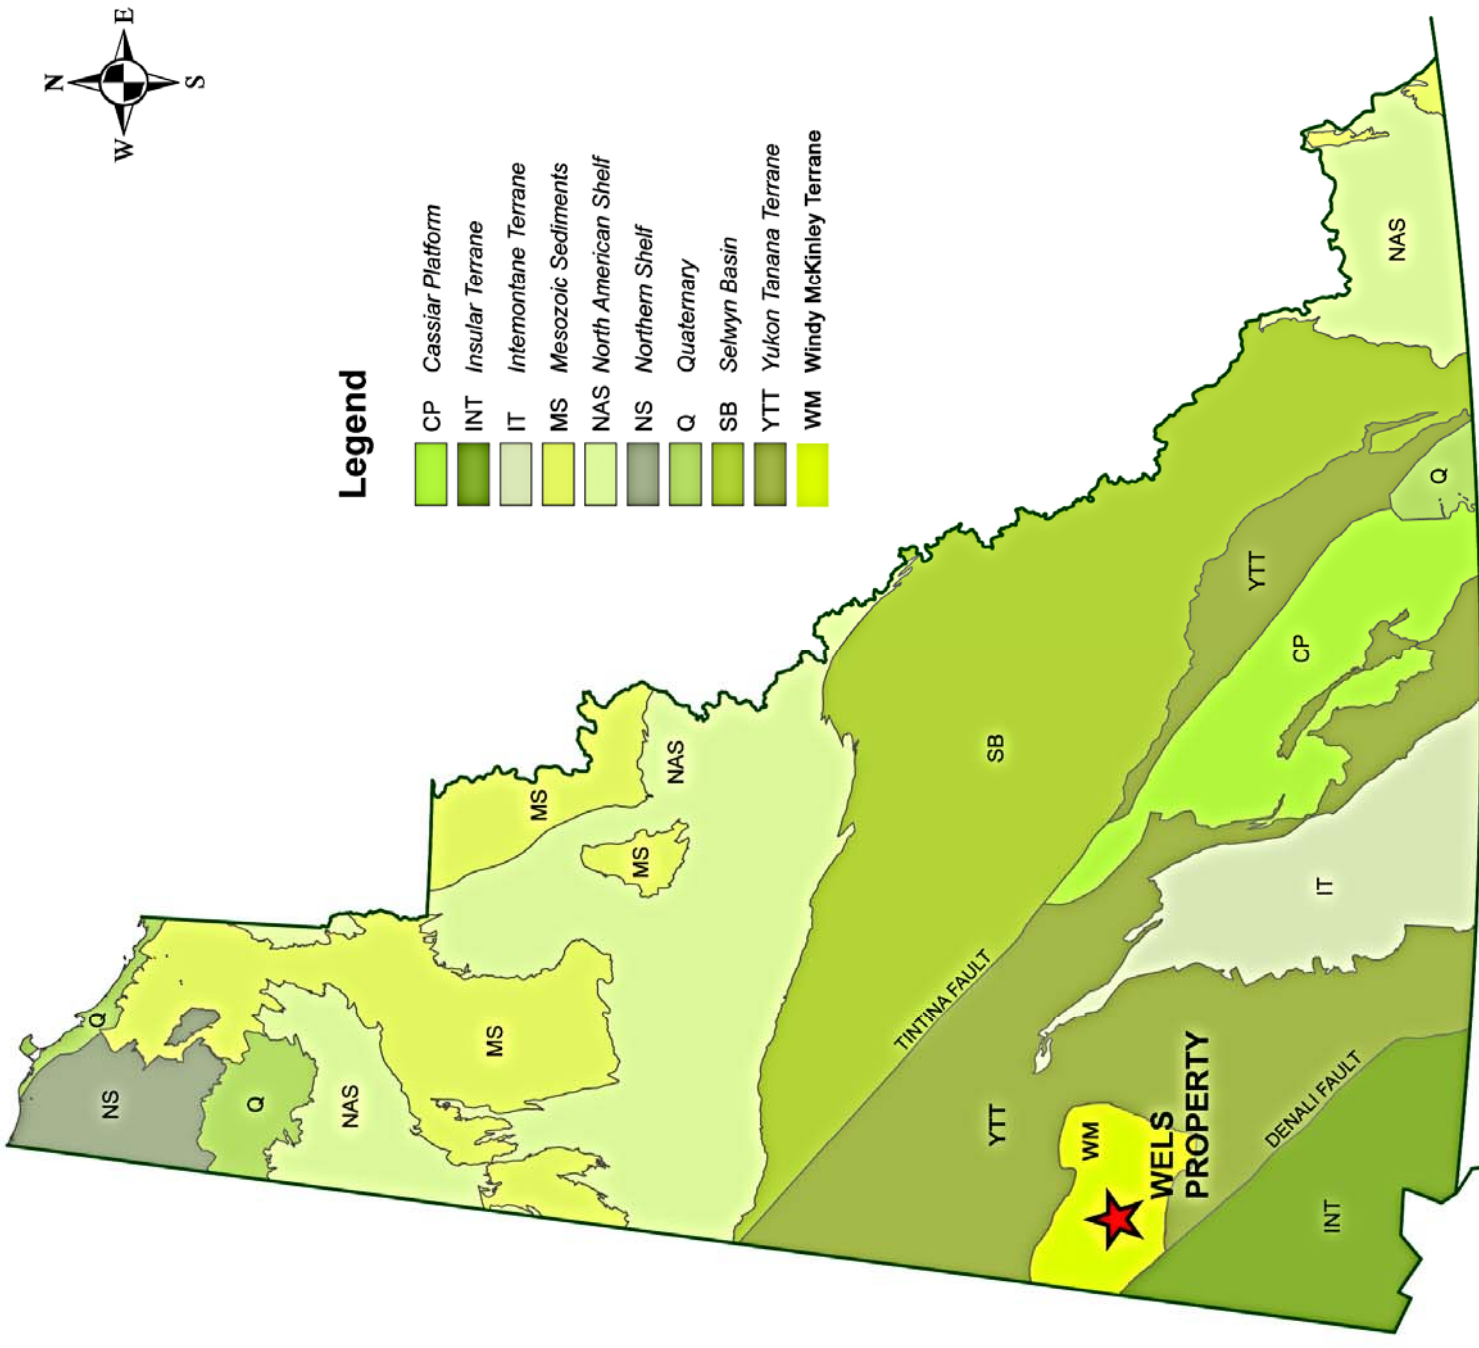 N
W
E
S
Legend
CP Cassiar Platform
INT Insular Terrane
IT Intemontane Terrane
MS Mesozoic Sediments
NAS North American Shelf
NS Northern Shelf
Q Quaternary
SB Selwyn Basin
YTT Yukon Tanana Terrane
WM Windy McKinley Terrane
Q
NS
Q
NAS
MS
MS
MS
NAS
SB
NAS
Q
YTT
CP
IT
TINTINA FAULT
YTT
WM
WELS
PROPERTY
DENALI FAULT
INT